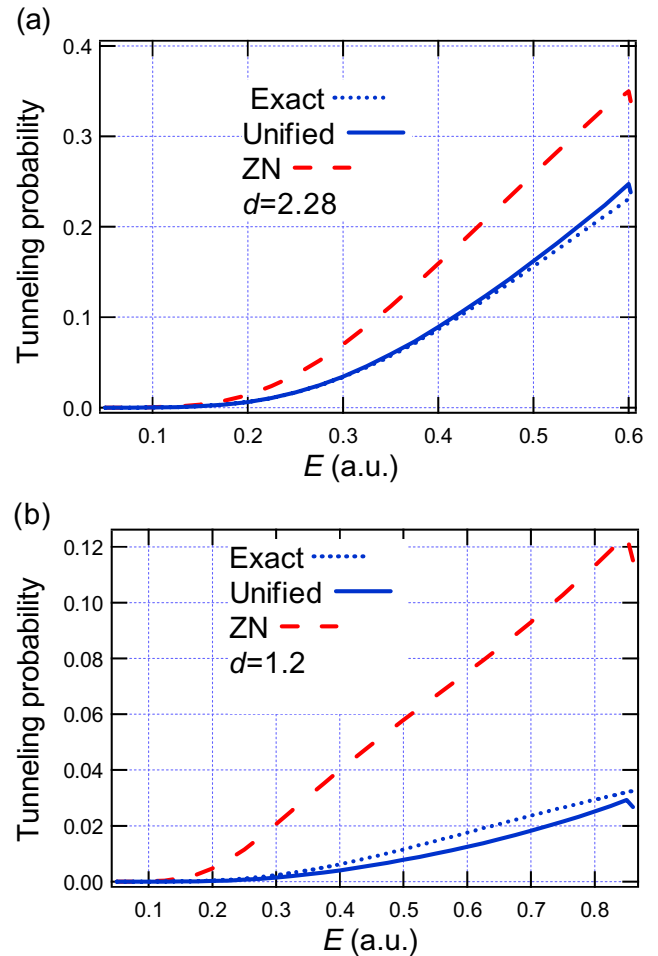 (a)
0.4
0.3
0.2
0.1
0.0
Tunneling probability
Exact
Unified
ZN
d=2.28
0.1 0.2 0.3 0.4 0.5 0.6
E (a.u.)
(b)
0.12
0.10
0.08
0.06
0.04
0.02
0.00
Tunneling probability
Exact
Unified
ZN
d=1.2
0.1 0.2 0.3 0.4 0.5 0.6 0.7 0.8
E (a.u.)